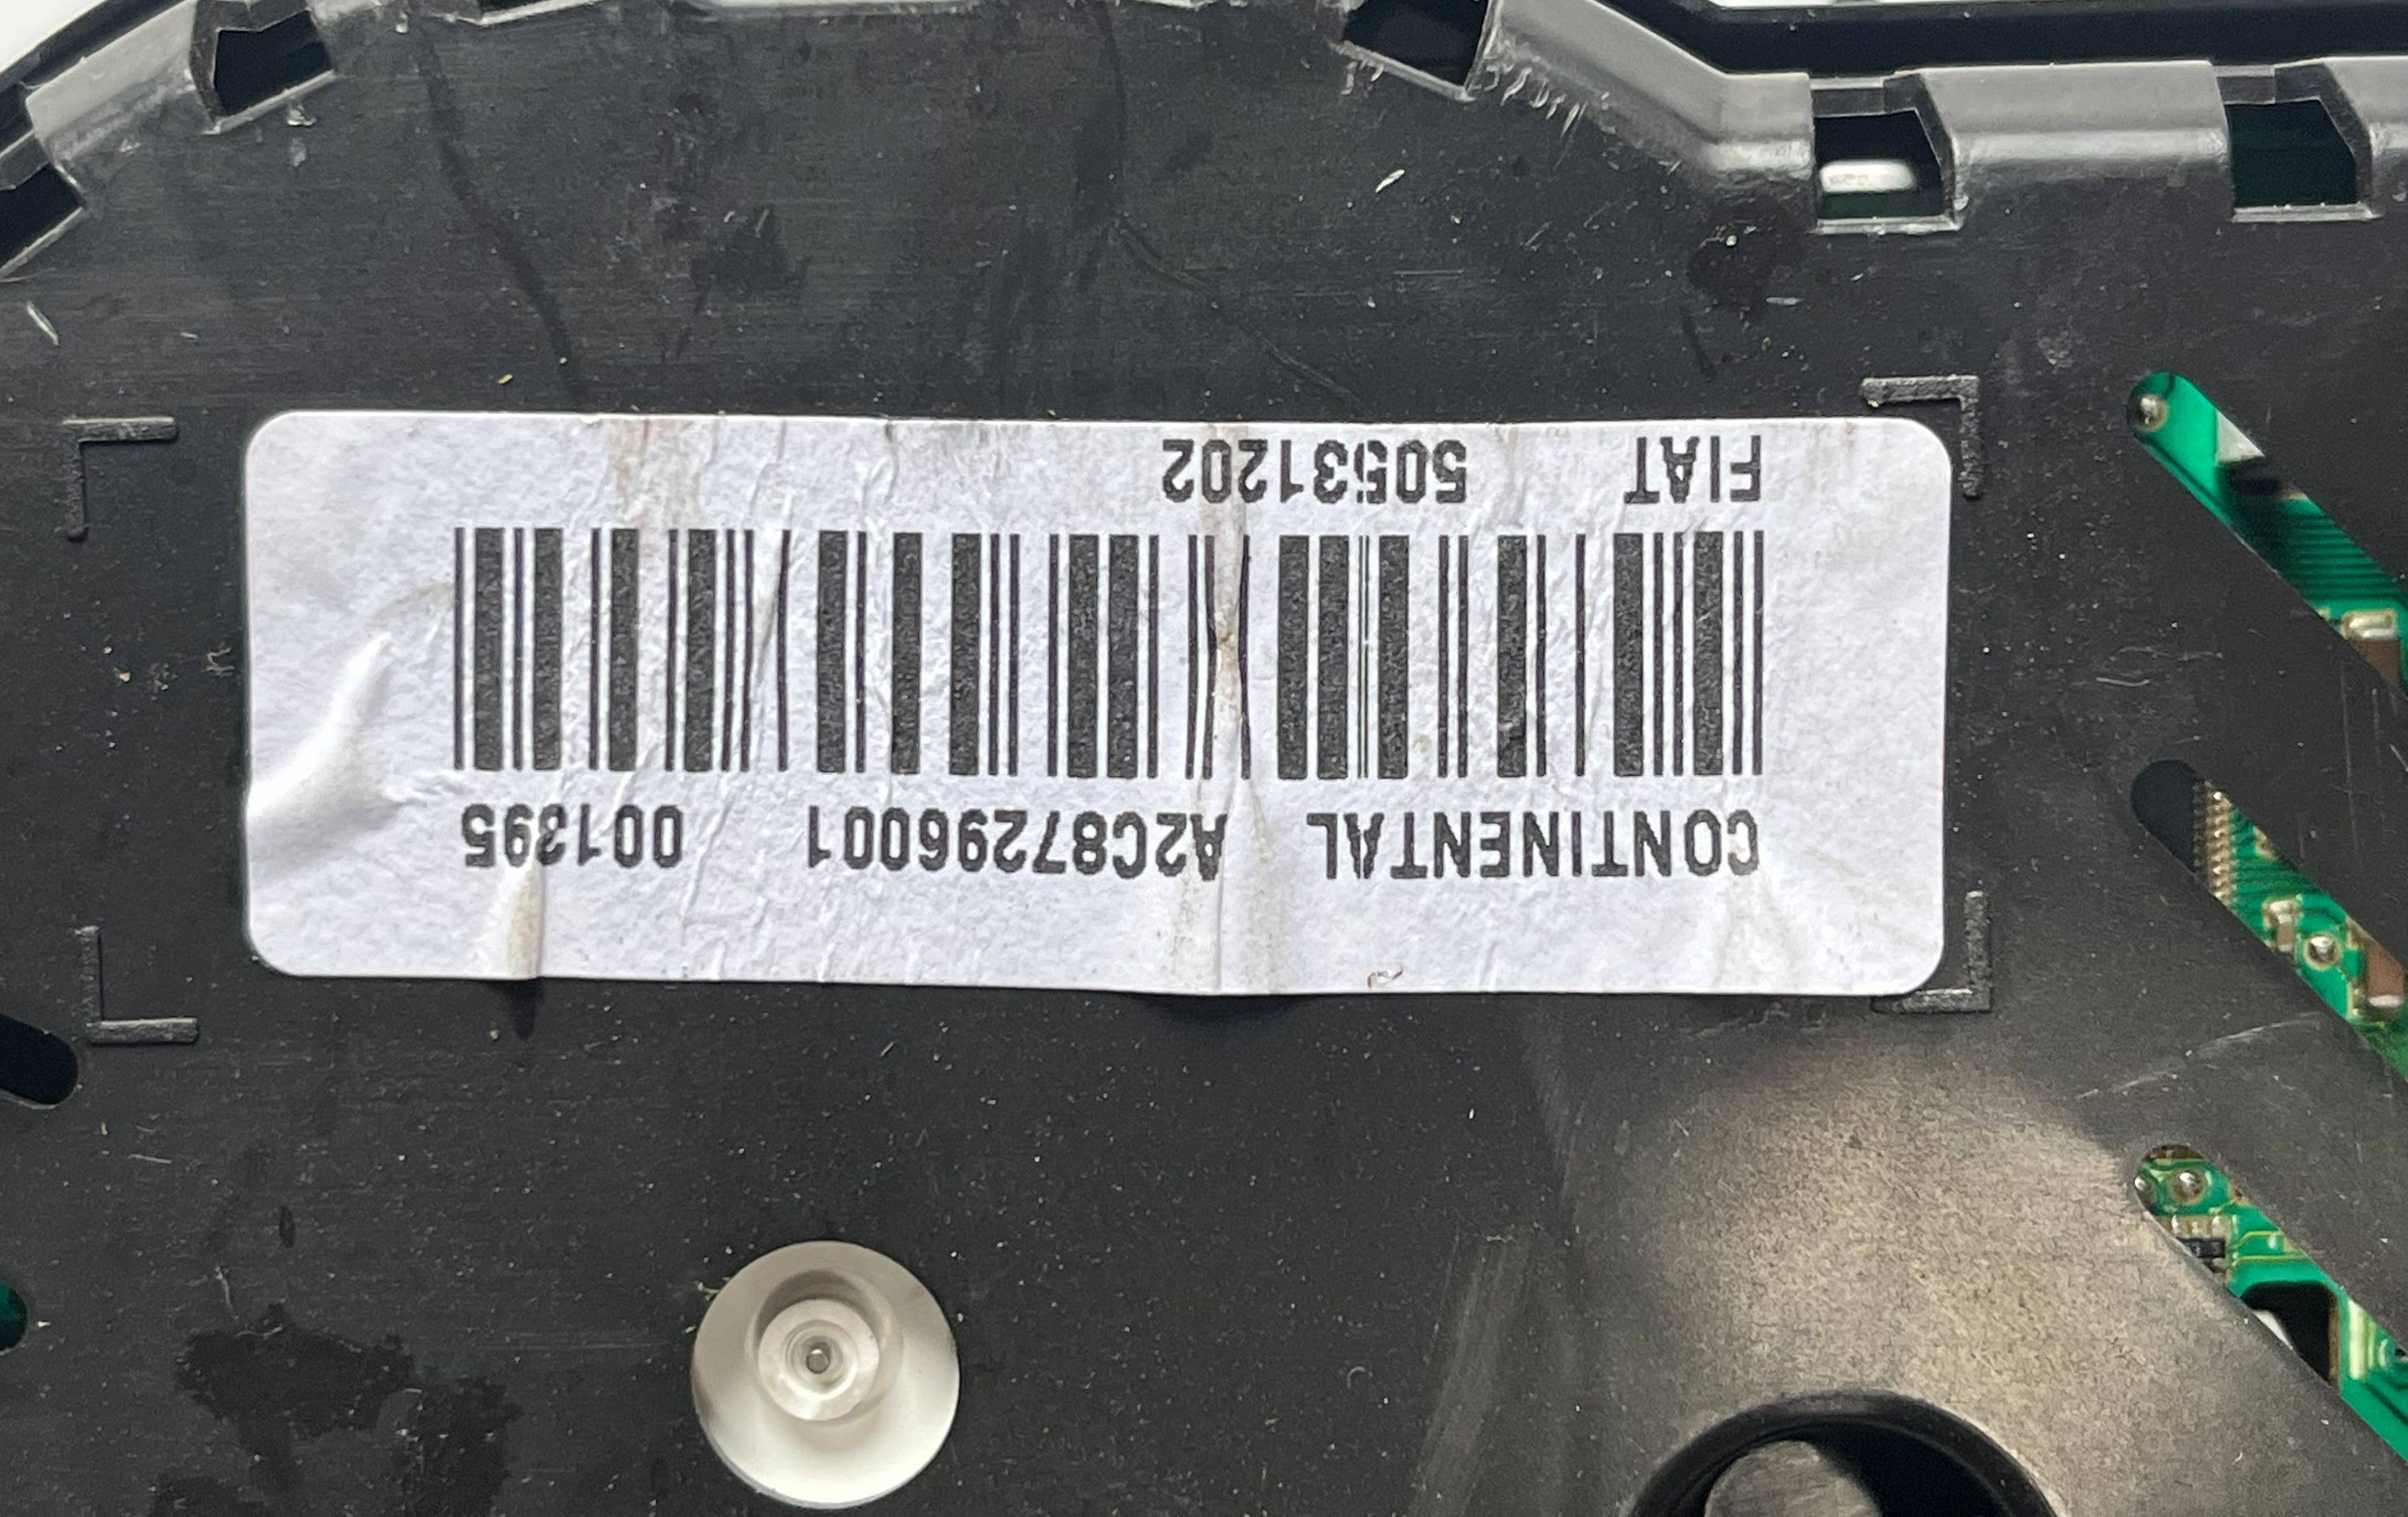 CONTINENTAL A2C87296001 001395
FIAT 50531202